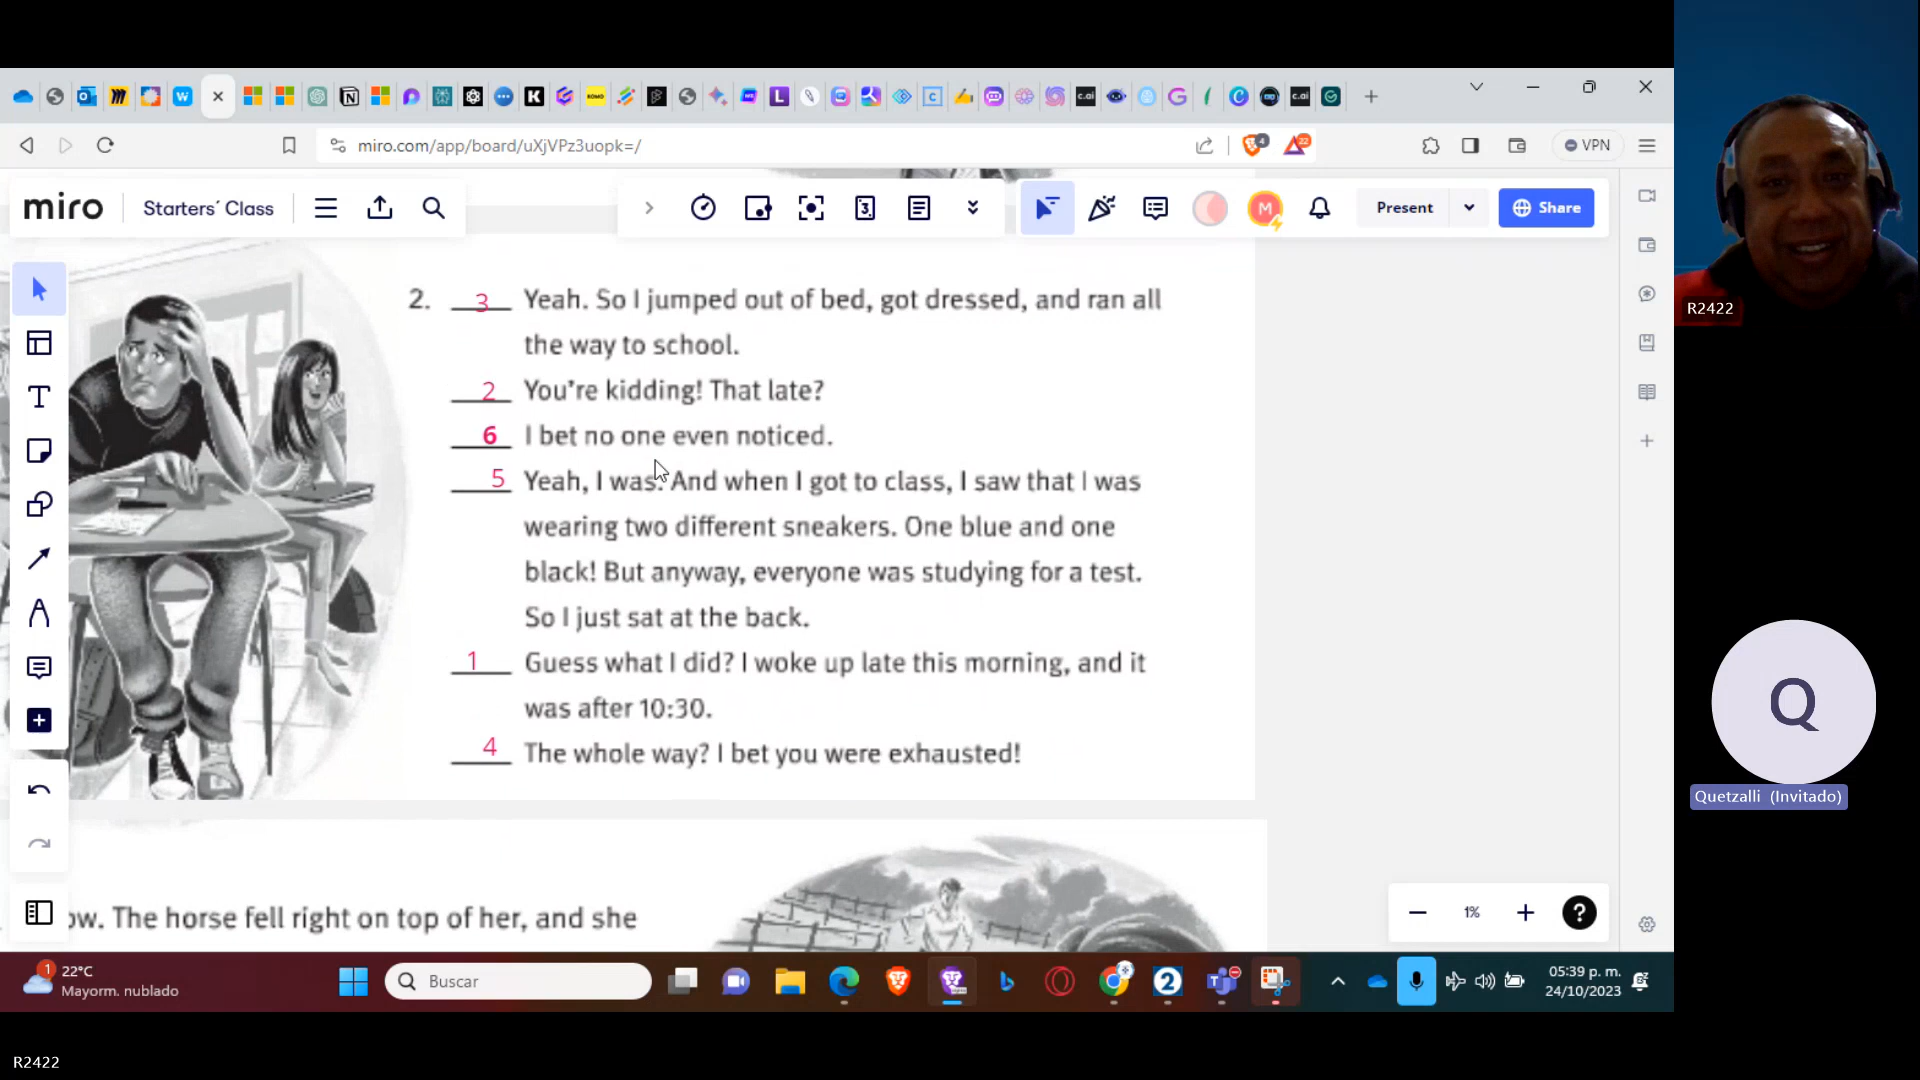 miro.com/app/board/uXjVPz3uopk=/
4
22
VPN
miro
Starters´ Class
3
M
Present
Share
2. 3 Yeah. So I jumped out of bed, got dressed, and ran all
the way to school.
2 You're kidding! That late?
6 I bet no one even noticed.
5 Yeah, I was. And when I got to class, I saw that I was
wearing two different sneakers. One blue and one
black! But anyway, everyone was studying for a test.
So I just sat at the back.
1 Guess what I did? I woke up late this morning, and it
was after 10:30.
4 The whole way? I bet you were exhausted!
ow. The horse fell right on top of her, and she
1%
?
1
22°C
Mayorm. nublado
Buscar
05:39 p. m.
24/10/2023
R2422
Q
Quetzalli (Invitado)
R2422